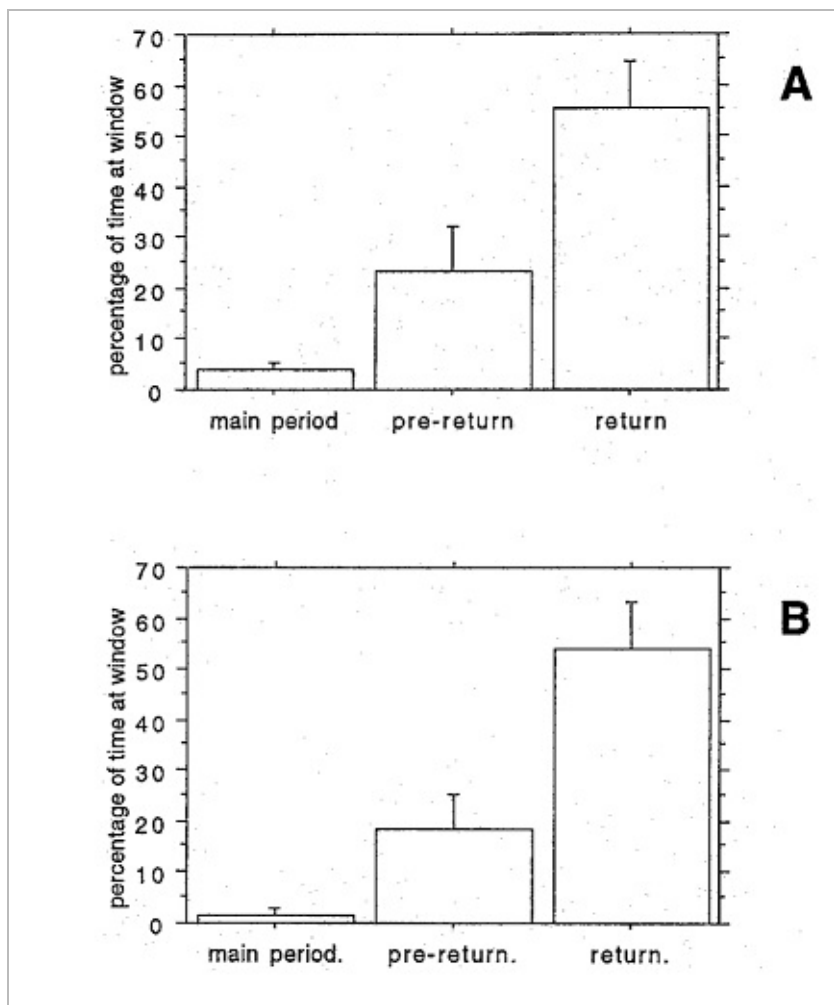 A
percentage of time at window
70
60
50
40
30
20
10
0
main period pre-return return
B
percentage of time at window
70
60
50
40
30
20
10
0
main period. pre-return. return.